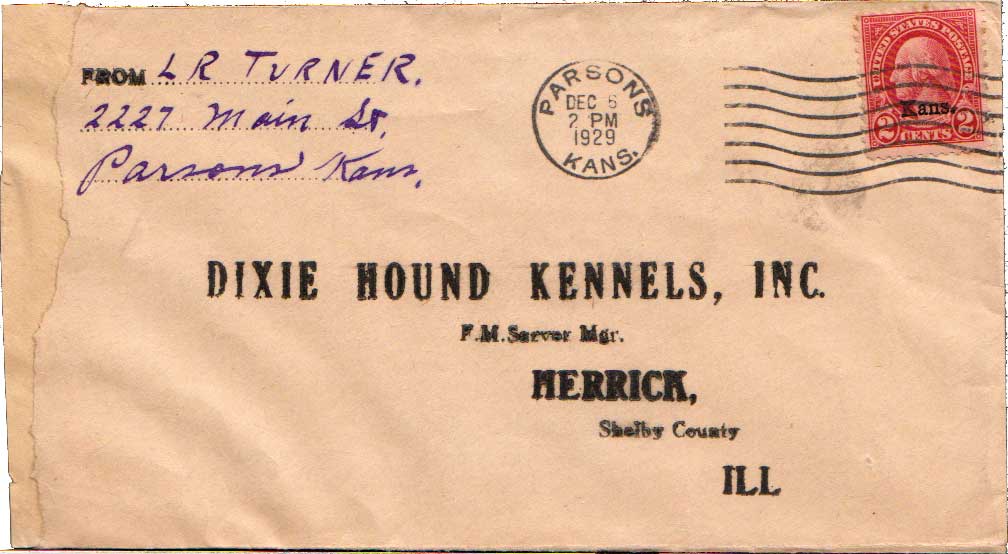 FROM L R TURNER.
2227 Main St,
Parsons Kans,
PARSONS
DEC 6
2 PM
1929
KANS.
UNITED STATES POSTAGE
Kans.
2 CENTS 2
DIXIE HOUND KENNELS, INC.
F.M. Server Mgr.
HERRICK,
Shelby County
ILL